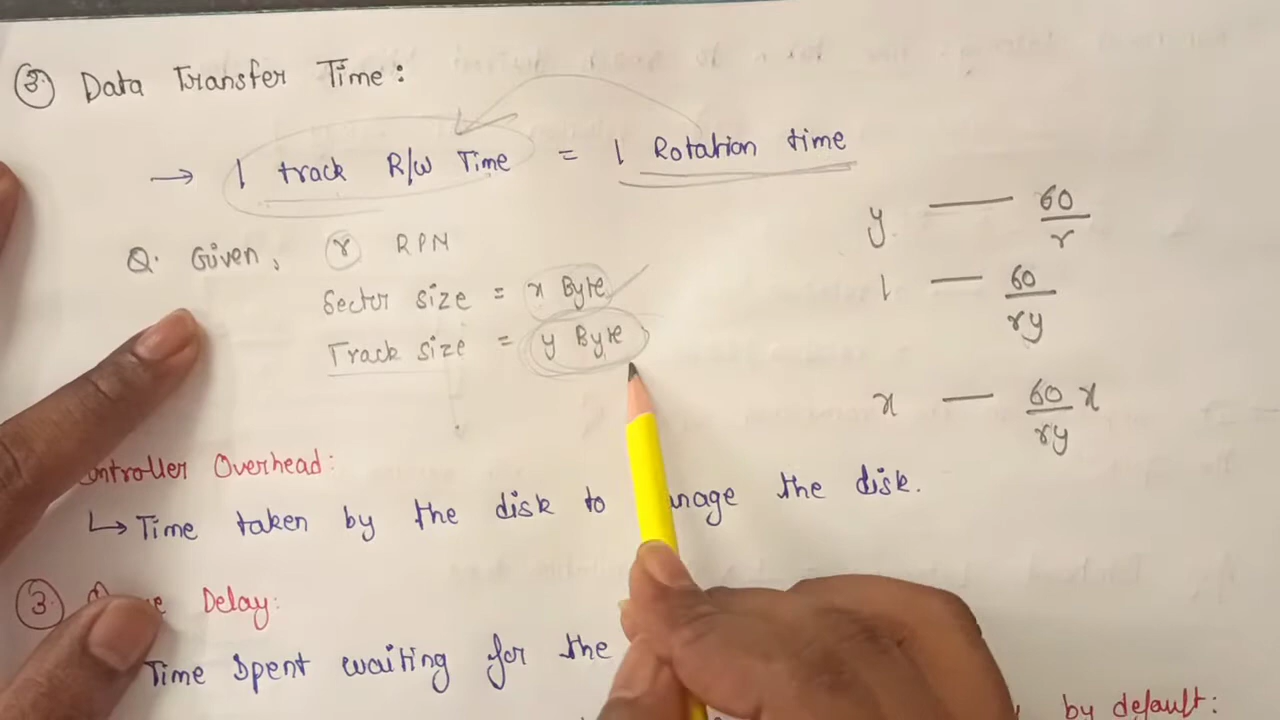 ③ Data Transfer Time:
→ 1 track R/W Time = 1 Rotation time
Q. Given, r RPM
Sector size = x Byte
Track size = y Byte
y — 60/r
1 — 60/ry
x — 60/ry x
ontroller Overhead:
↳ Time taken by the disk to the disk.
③ Delay:
Time Spent waiting for the
by default: